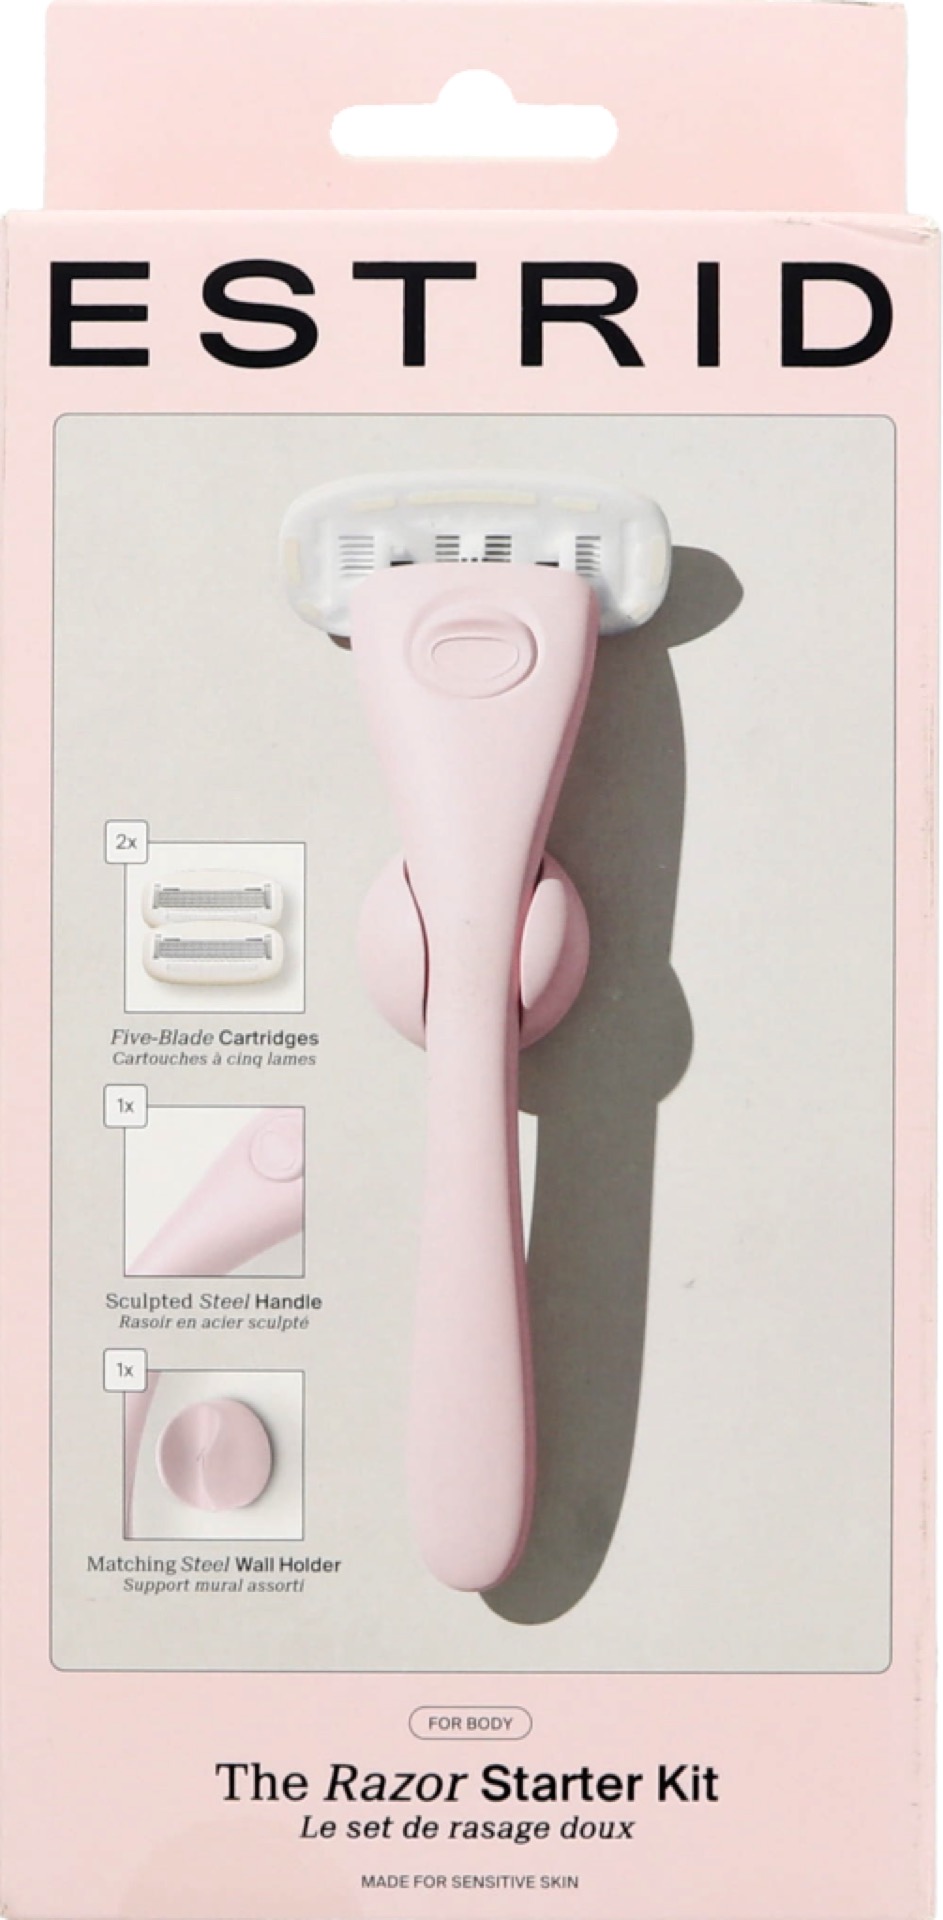 ESTRID
2x
Five-Blade Cartridges
Cartouches à cinq lames
1x
Sculpted Steel Handle
Rasoir en acier sculpté
1x
Matching Steel Wall Holder
Support mural assorti
FOR BODY
The Razor Starter Kit
Le set de rasage doux
MADE FOR SENSITIVE SKIN